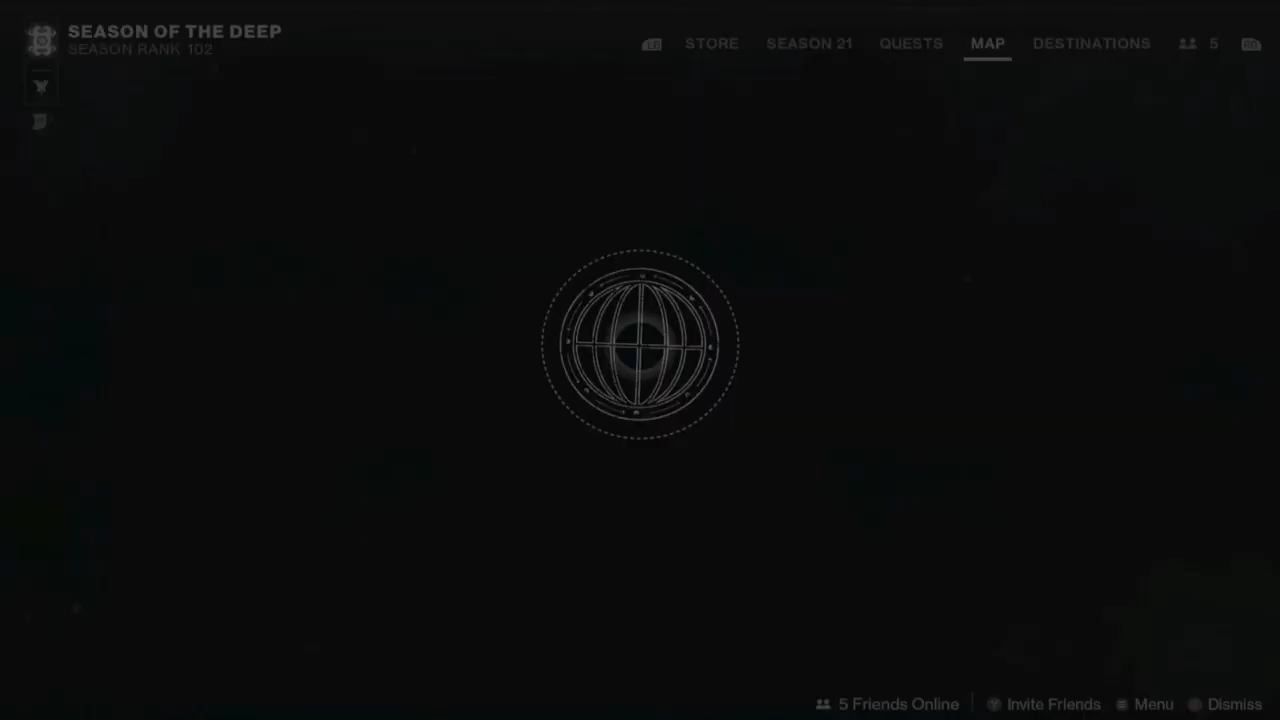 SEASON OF THE DEEP
SEASON RANK 102
LB STORE SEASON 21 QUESTS MAP DESTINATIONS 5
5 Friends Online Y Invite Friends Menu Dismiss